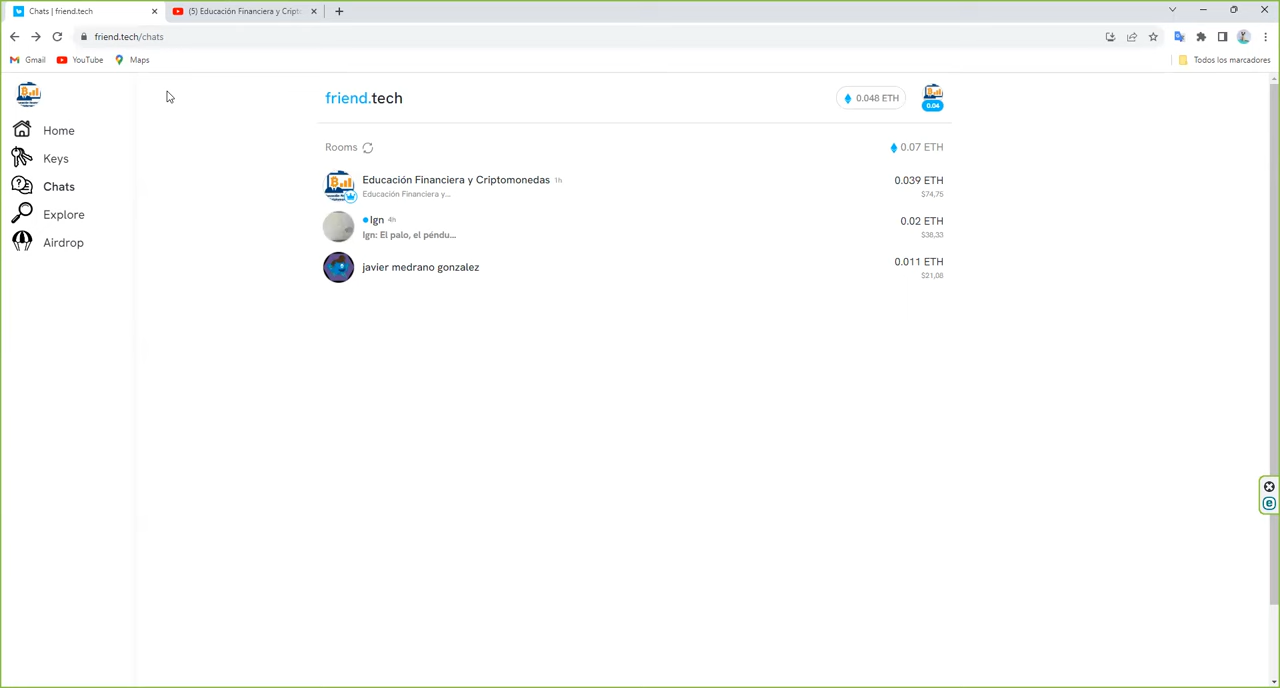 Chats | friend.tech
(5) Educación Financiera y Cripto
friend.tech/chats
Gmail
YouTube
Maps
Todos los marcadores
Home
Keys
Chats
Explore
Airdrop
friend.tech
0.048 ETH
0.04
Rooms
0.07 ETH
Educación Financiera y Criptomonedas 1h
Educación Financiera y...
0.039 ETH
$74,75
Ign 4h
Ign: El palo, el péndu...
0.02 ETH
$38,33
javier medrano gonzalez
0.011 ETH
$21,08